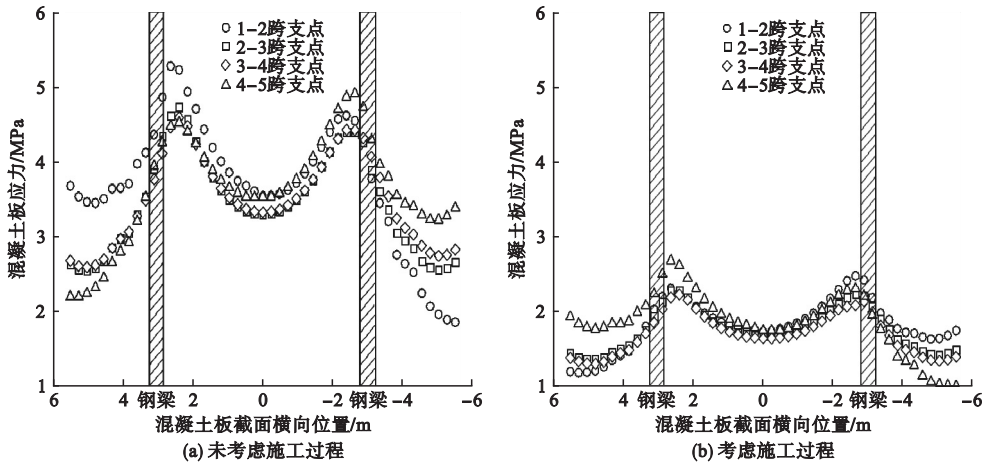 6
5
4
3
2
1
混凝土板应力/MPa
1-2跨支点
2-3跨支点
3-4跨支点
4-5跨支点
6 4 钢梁 2 0 -2 钢梁 -4 -6
混凝土板截面横向位置/m
(a) 未考虑施工过程
6
5
4
3
2
1
混凝土板应力/MPa
1-2跨支点
2-3跨支点
3-4跨支点
4-5跨支点
6 4 钢梁 2 0 -2 钢梁 -4 -6
混凝土板截面横向位置/m
(b) 考虑施工过程